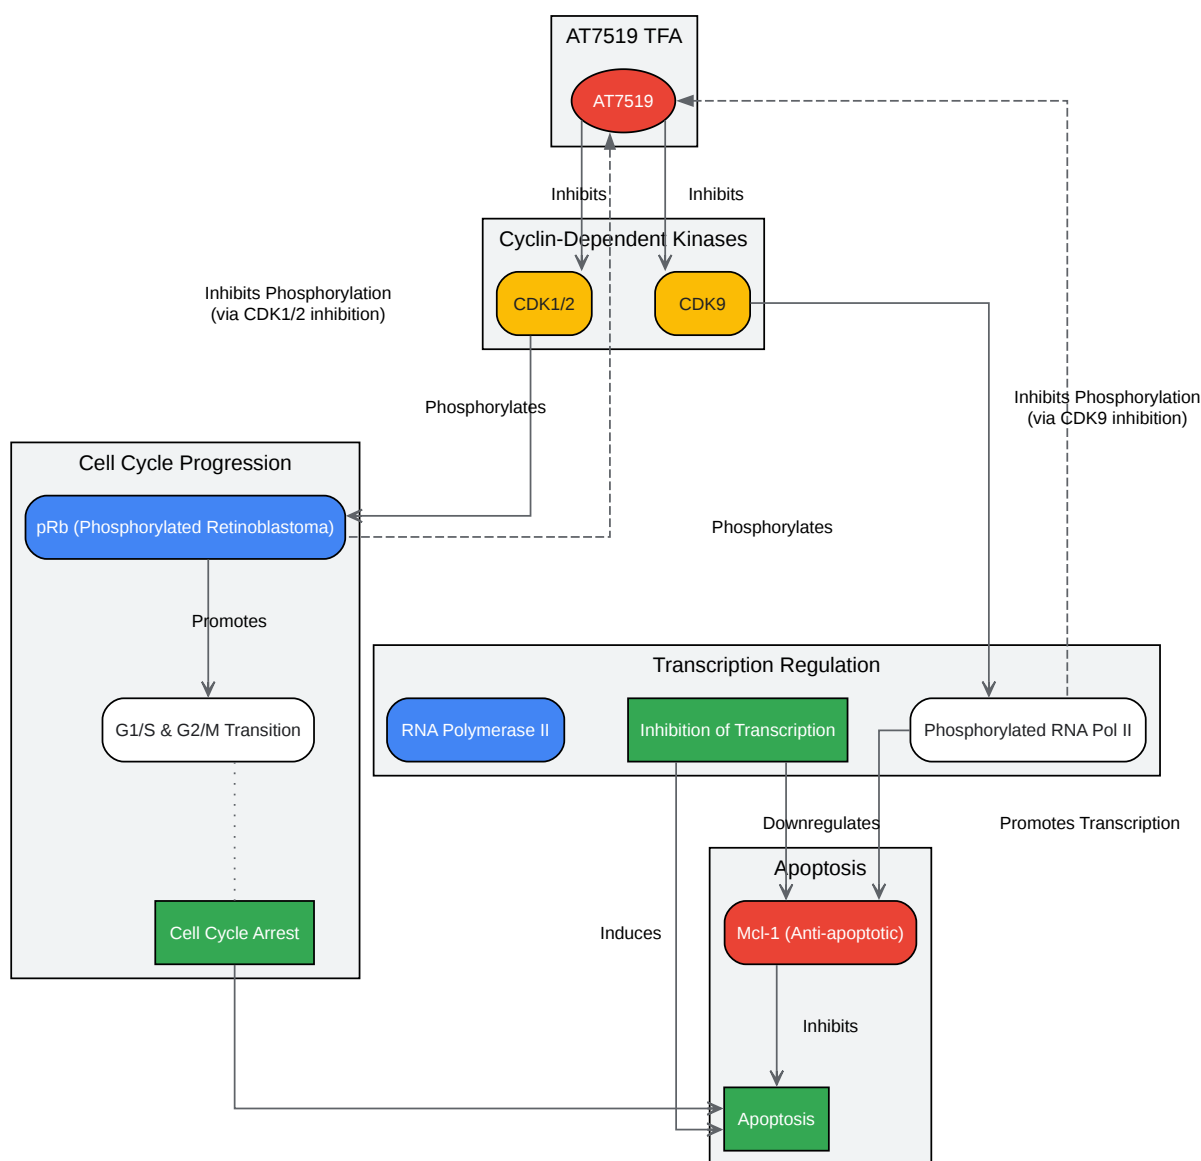 AT7519 TFA
AT7519
Inhibits
Inhibits
Cyclin-Dependent Kinases
CDK1/2
CDK9
Inhibits Phosphorylation
(via CDK1/2 inhibition)
Phosphorylates
Inhibits Phosphorylation
(via CDK9 inhibition)
Cell Cycle Progression
pRb (Phosphorylated Retinoblastoma)
Phosphorylates
Promotes
Transcription Regulation
G1/S & G2/M Transition
RNA Polymerase II
Inhibition of Transcription
Phosphorylated RNA Pol II
Downregulates
Promotes Transcription
Apoptosis
Cell Cycle Arrest
Induces
Mcl-1 (Anti-apoptotic)
Inhibits
Apoptosis